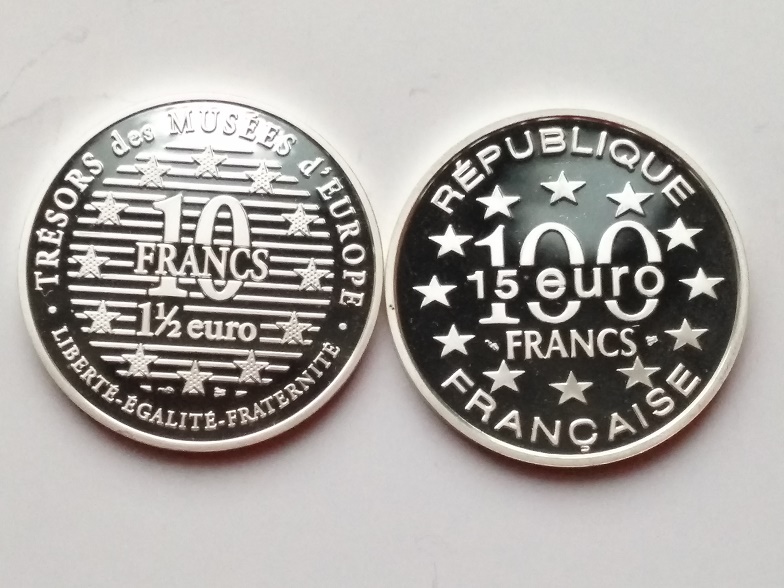 TRÉSORS des MUSÉES d'EUROPE
10
FRANCS
1½ euro
LIBERTÉ-ÉGALITÉ-FRATERNITÉ
RÉPUBLIQUE
100
15 euro
FRANCS
FRANÇAISE